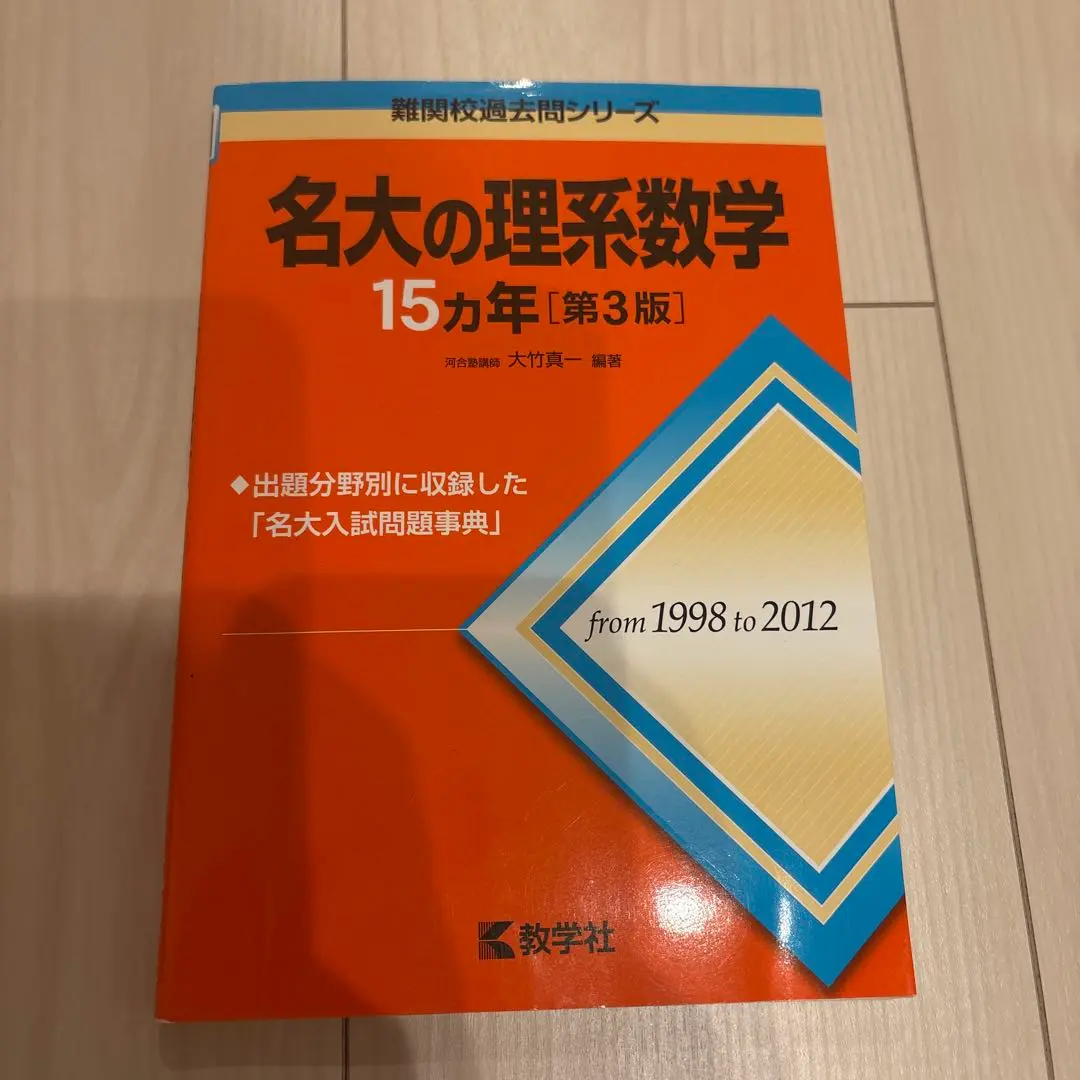 難関校過去問シリーズ
名大の理系数学
15ヵ年［第3版］
河合塾講師 大竹真一 編著
◆出題分野別に収録した
「名大入試問題事典」
from 1998 to 2012
教学社